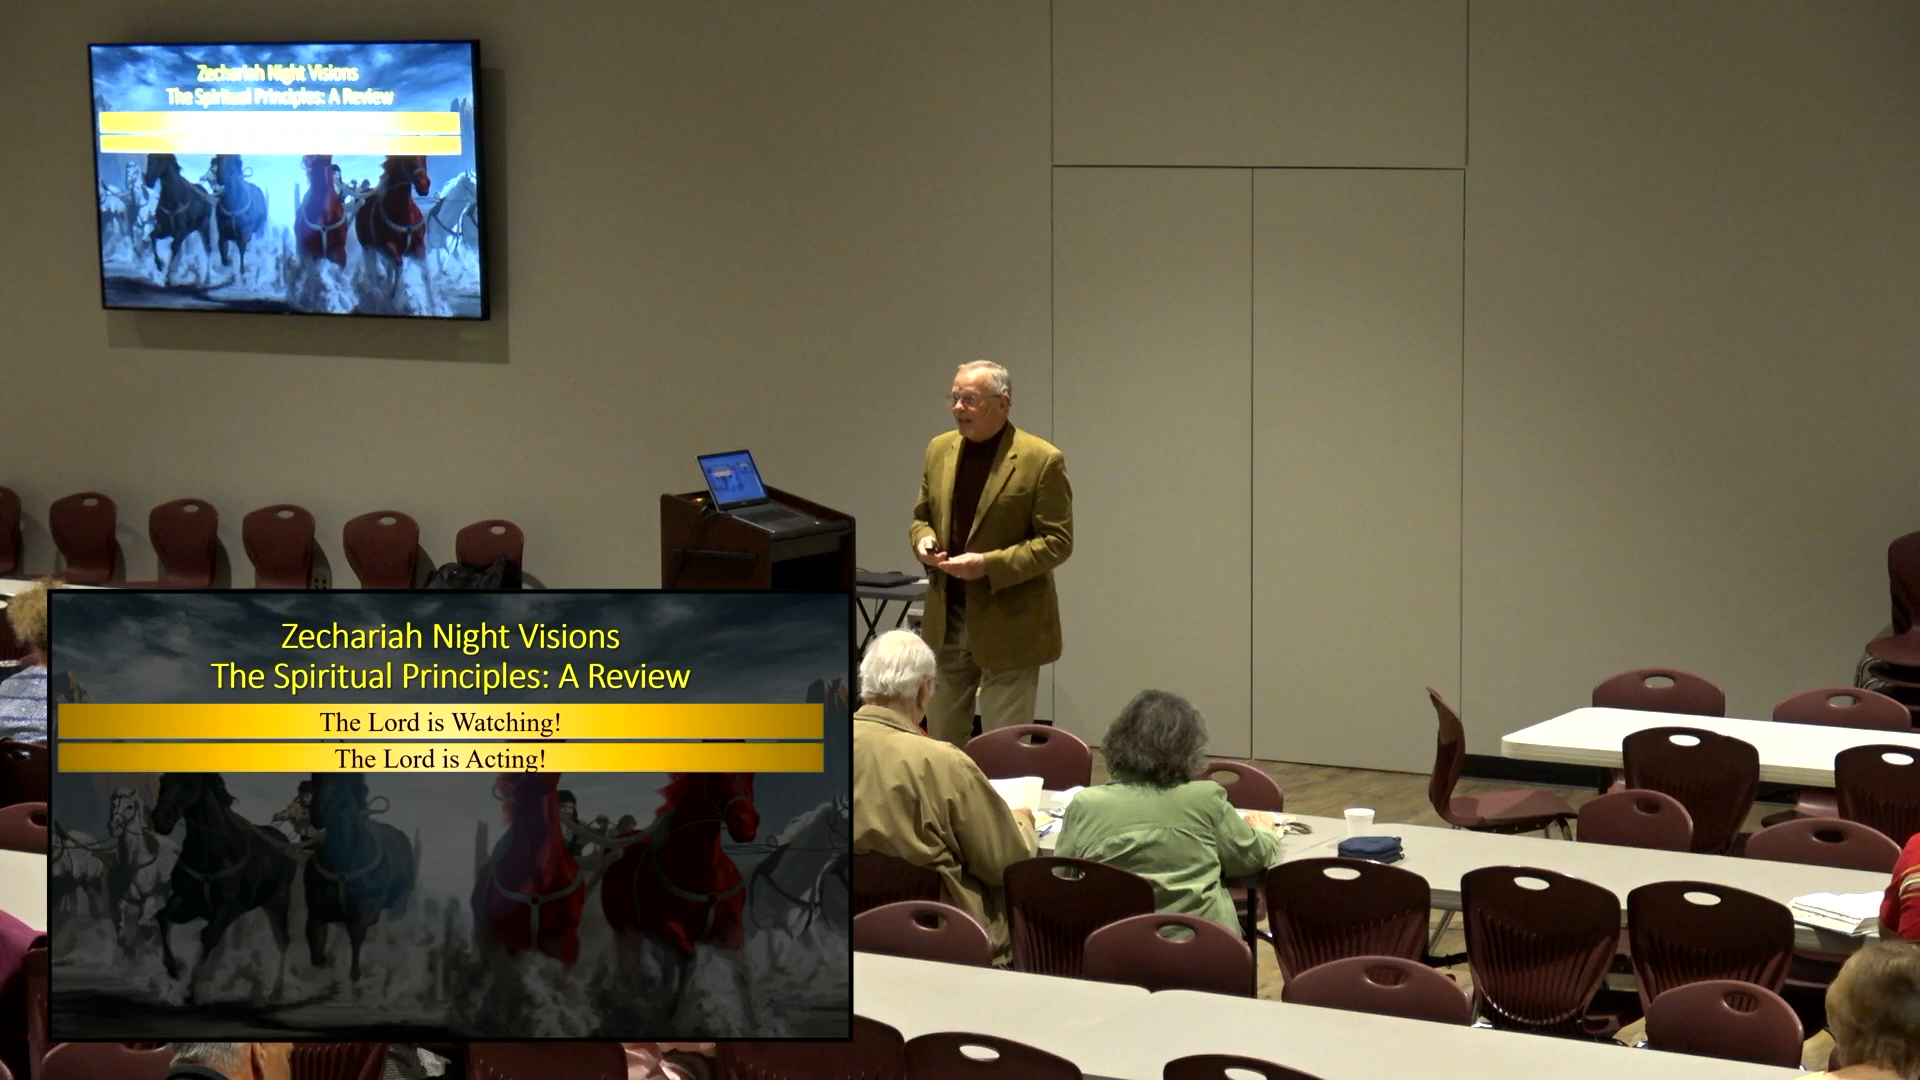 Zechariah Night Visions
The Spiritual Principles: A Review
Zechariah Night Visions
The Spiritual Principles: A Review
The Lord is Watching!
The Lord is Acting!